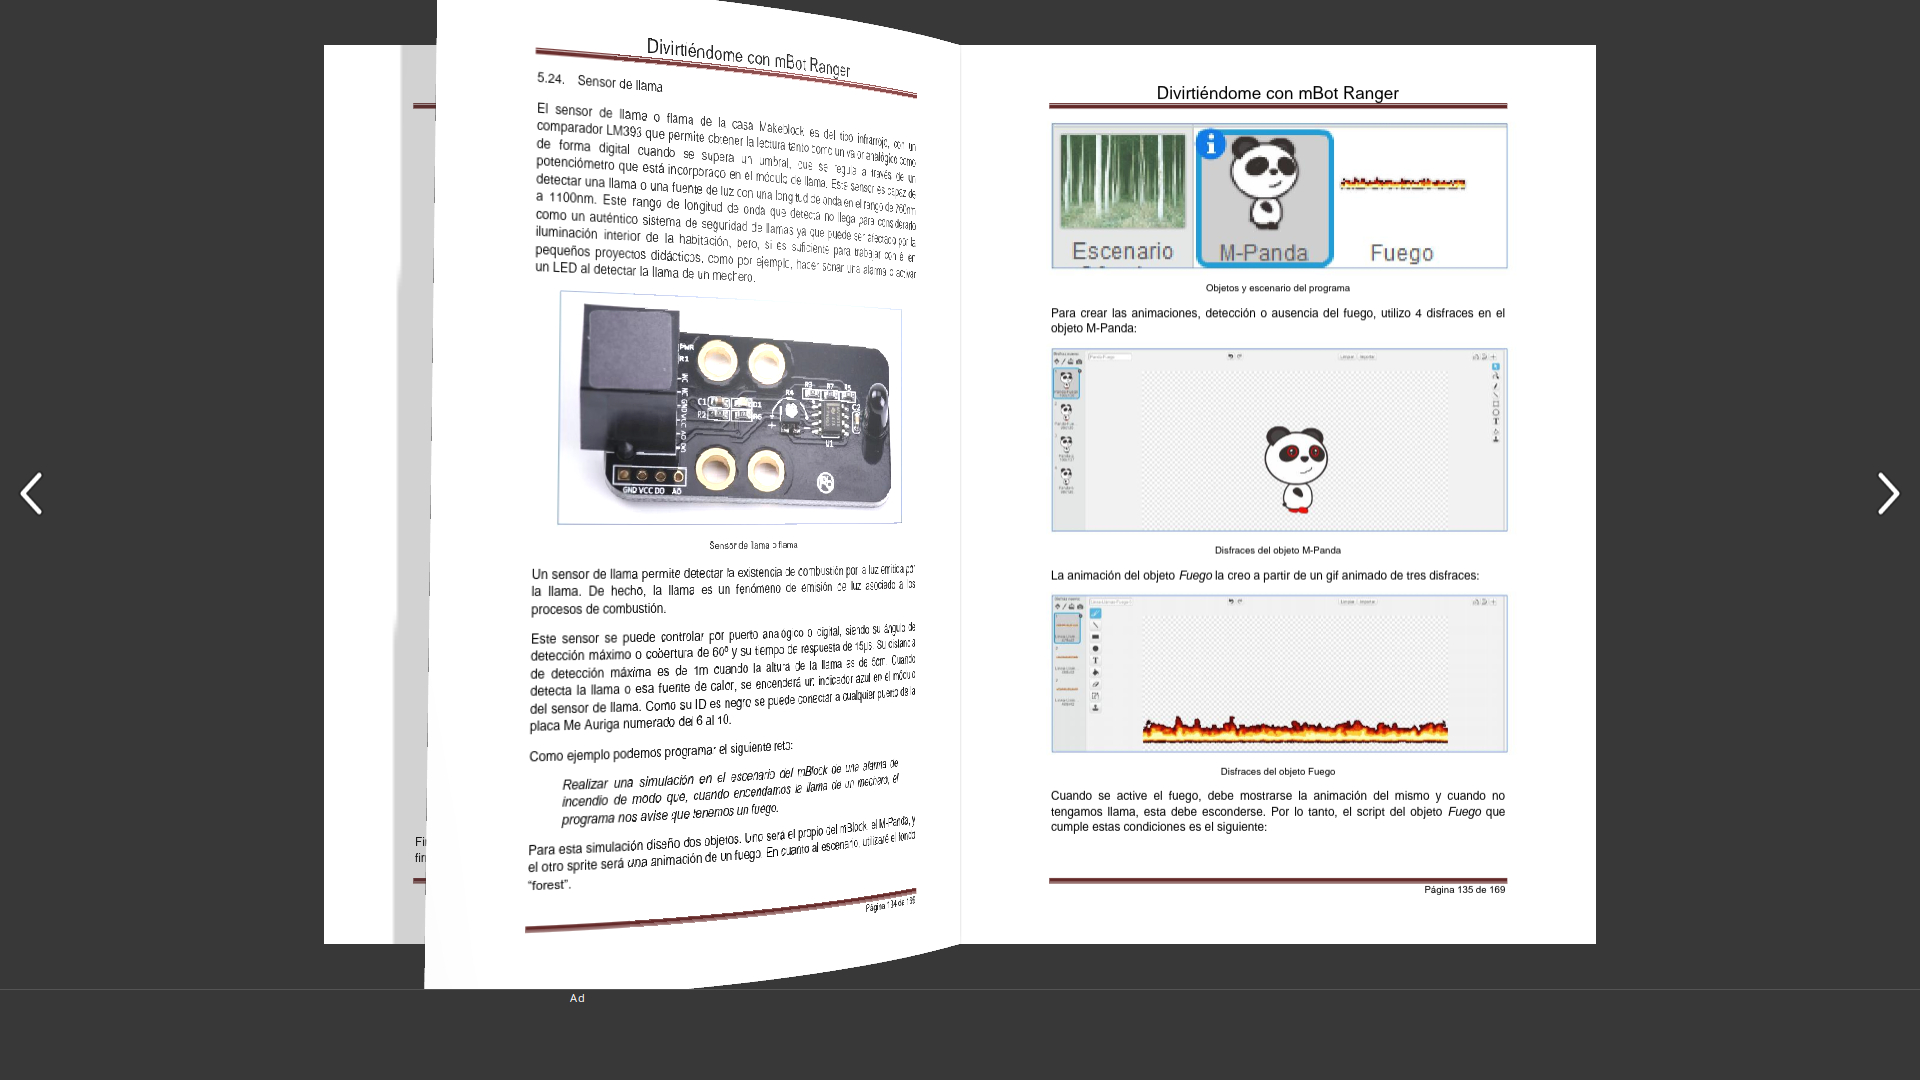 Divirtiéndome con mBot Ranger
5.24. Sensor de llama
El sensor de llama o flama de la casa Makeblock es del tipo infrarrojo, con un
comparador LM393 que permite obtener la lectura tanto como un valor analógico como
de forma digital cuando se supera un umbral, que se regula a través de un
potenciómetro que está incorporado en el módulo de llama. Este sensor es capaz de
detectar una llama o una fuente de luz con una longitud de onda en el rango de 760nm
a 1100nm. Este rango de longitud de onda que detecta no llega para considerarlo
como un auténtico sistema de seguridad de llamas ya que puede ser afectado por la
iluminación interior de la habitación, pero, si es suficiente para trabajar con él en
pequeños proyectos didácticos, como por ejemplo, hacer sonar una alarma o activar
un LED al detectar la llama de un mechero.
PWR
R1
C1
R2
R4
R3
R7
R5
D1
R6
U1
GND VCC DO AO
Sensor de llama o flama
Un sensor de llama permite detectar la existencia de combustión por la luz emitida por
la llama. De hecho, la llama es un fenómeno de emisión de luz asociado a los
procesos de combustión.
Este sensor se puede controlar por puerto analógico o digital, siendo su ángulo de
detección máximo o cobertura de 60º y su tiempo de respuesta de 15µs. Su distancia
de detección máxima es de 1m cuando la altura de la llama es de 5cm. Cuando
detecta la llama o esa fuente de calor, se encenderá un indicador azul en el módulo
del sensor de llama. Como su ID es negro se puede conectar a cualquier puerto de la
placa Me Auriga numerado del 6 al 10.
Como ejemplo podemos programar el siguiente reto:
Realizar una simulación en el escenario del mBlock de una alarma de
incendio de modo que, cuando encendamos la llama de un mechero, el
programa nos avise que tenemos un fuego.
Para esta simulación diseño dos objetos. Uno será el propio del mBlock, el M-Panda, y
el otro sprite será una animación de un fuego. En cuanto al escenario, utilizaré el fondo
“forest”.
Página 134 de 169
Fi
fir
Divirtiéndome con mBot Ranger
Escenario
M-Panda
Fuego
Objetos y escenario del programa
Para crear las animaciones, detección o ausencia del fuego, utilizo 4 disfraces en el
objeto M-Panda:
Disfraces del objeto M-Panda
La animación del objeto Fuego la creo a partir de un gif animado de tres disfraces:
Disfraces del objeto Fuego
Cuando se active el fuego, debe mostrarse la animación del mismo y cuando no
tengamos llama, esta debe esconderse. Por lo tanto, el script del objeto Fuego que
cumple estas condiciones es el siguiente:
Página 135 de 169
Ad